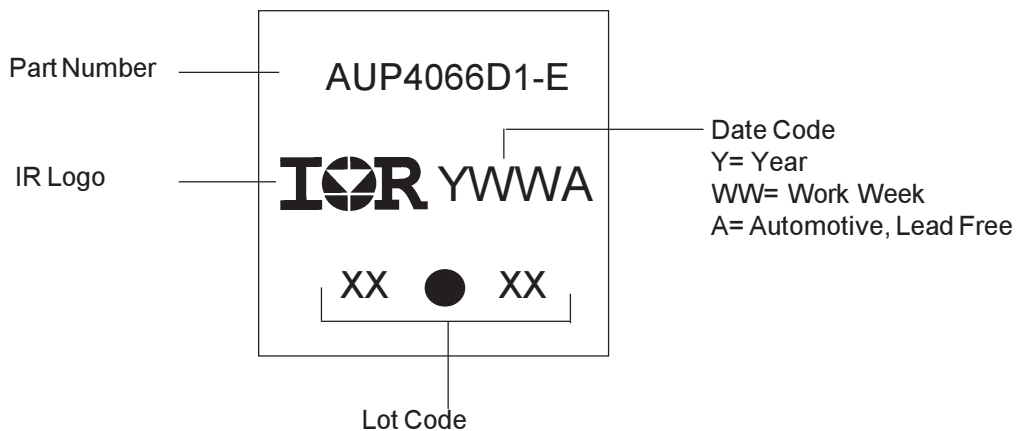 Part Number
AUP4066D1-E
IR Logo
IOR YWWA
Date Code
Y= Year
WW= Work Week
A= Automotive, Lead Free
XX XX
Lot Code